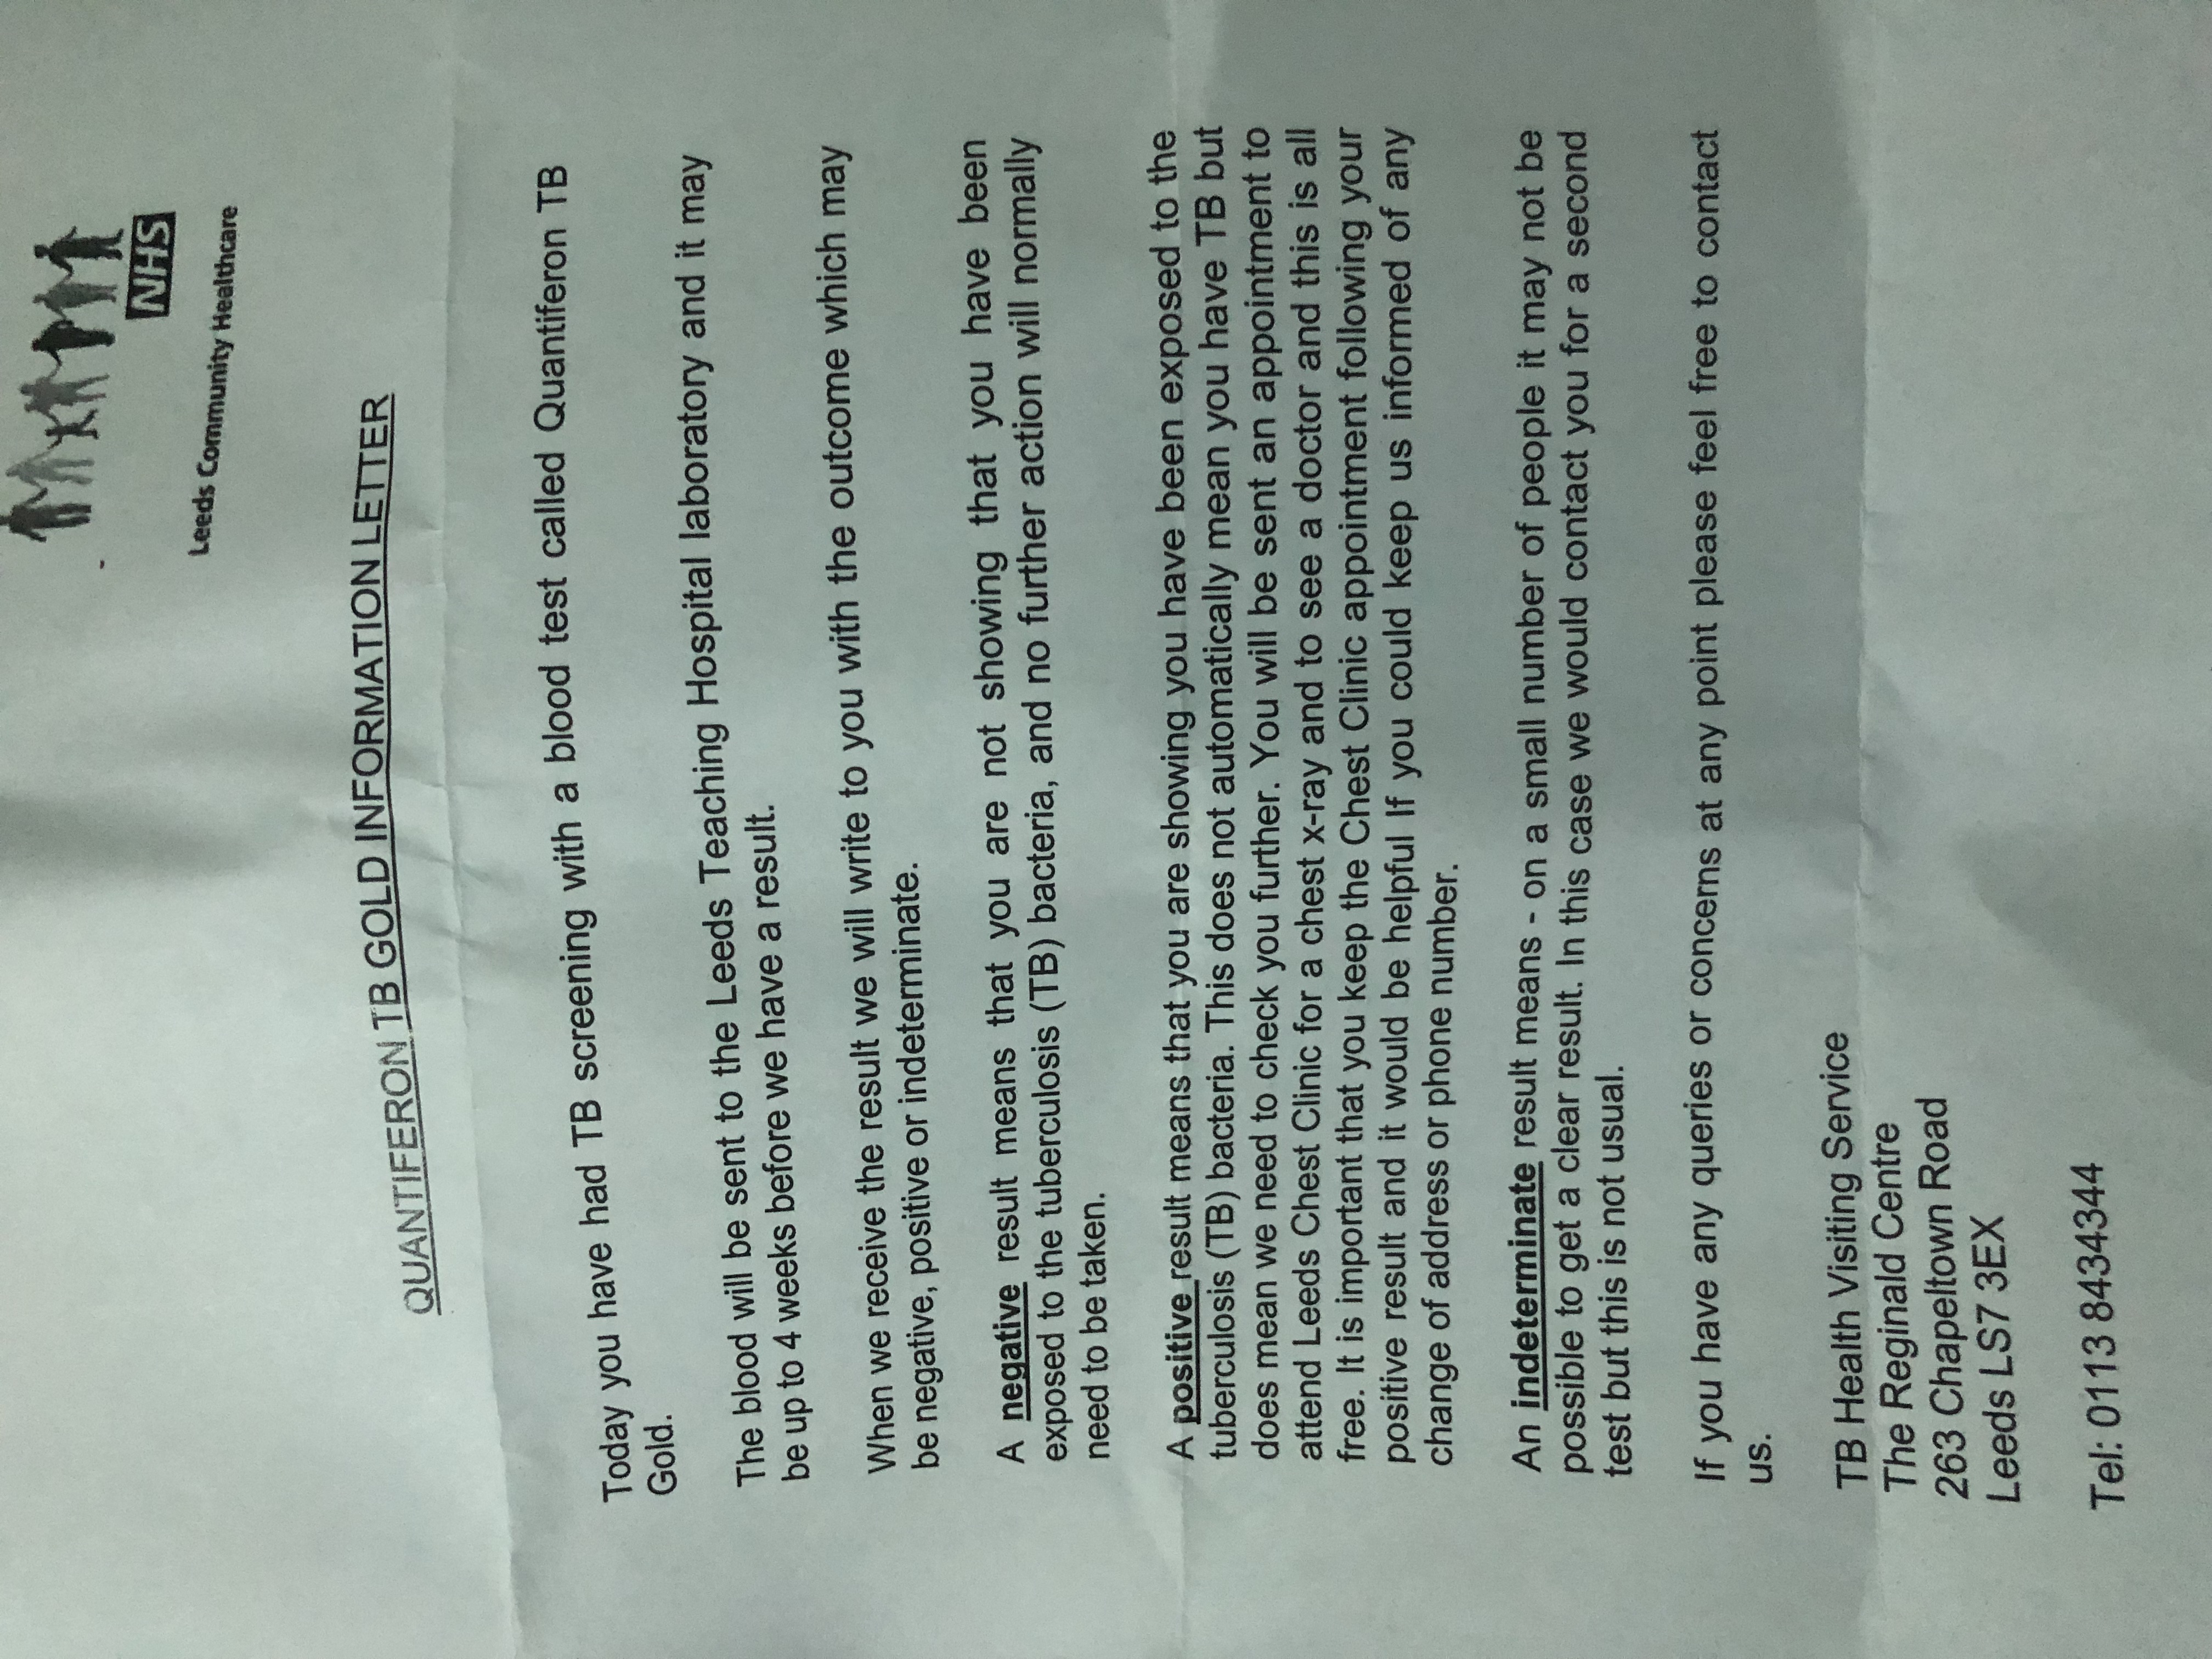 NHS
Leeds Community Healthcare
QUANTIFERON TB GOLD INFORMATION LETTER
Today you have had TB screening with a blood test called Quantiferon TB
Gold.
The blood will be sent to the Leeds Teaching Hospital laboratory and it may
be up to 4 weeks before we have a result.
When we receive the result we will write to you with the outcome which may
be negative, positive or indeterminate.
A negative result means that you are not showing that you have been
exposed to the tuberculosis (TB) bacteria, and no further action will normally
need to be taken.
A positive result means that you are showing you have been exposed to the
tuberculosis (TB) bacteria. This does not automatically mean you have TB but
does mean we need to check you further. You will be sent an appointment to
attend Leeds Chest Clinic for a chest x-ray and to see a doctor and this is all
free. It is important that you keep the Chest Clinic appointment following your
positive result and it would be helpful If you could keep us informed of any
change of address or phone number.
An indeterminate result means - on a small number of people it may not be
possible to get a clear result. In this case we would contact you for a second
test but this is not usual.
If you have any queries or concerns at any point please feel free to contact
us.
TB Health Visiting Service
The Reginald Centre
263 Chapeltown Road
Leeds LS7 3EX
Tel: 0113 8434344